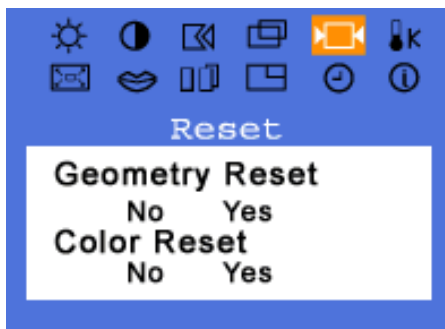 K
Reset
Geometry Reset
No Yes
Color Reset
No Yes